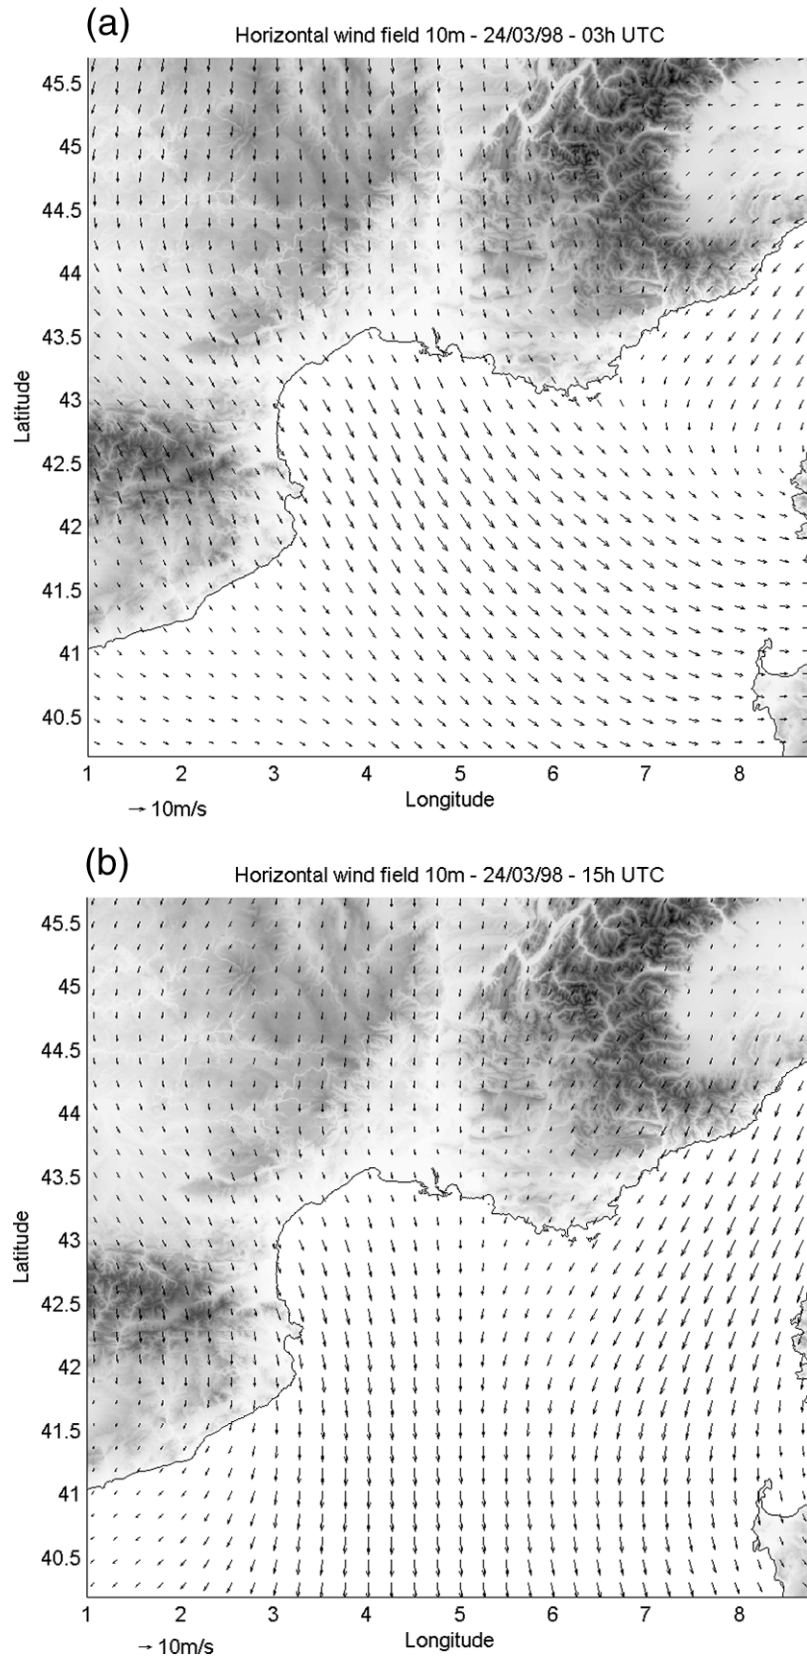 (a)
Horizontal wind field 10m - 24/03/98 - 03h UTC
45.5
45
44.5
44
43.5
43
42.5
42
41.5
41
40.5
Latitude
1 2 3 4 5 6 7 8
Longitude
10m/s
(b)
Horizontal wind field 10m - 24/03/98 - 15h UTC
45.5
45
44.5
44
43.5
43
42.5
42
41.5
41
40.5
Latitude
1 2 3 4 5 6 7 8
Longitude
10m/s